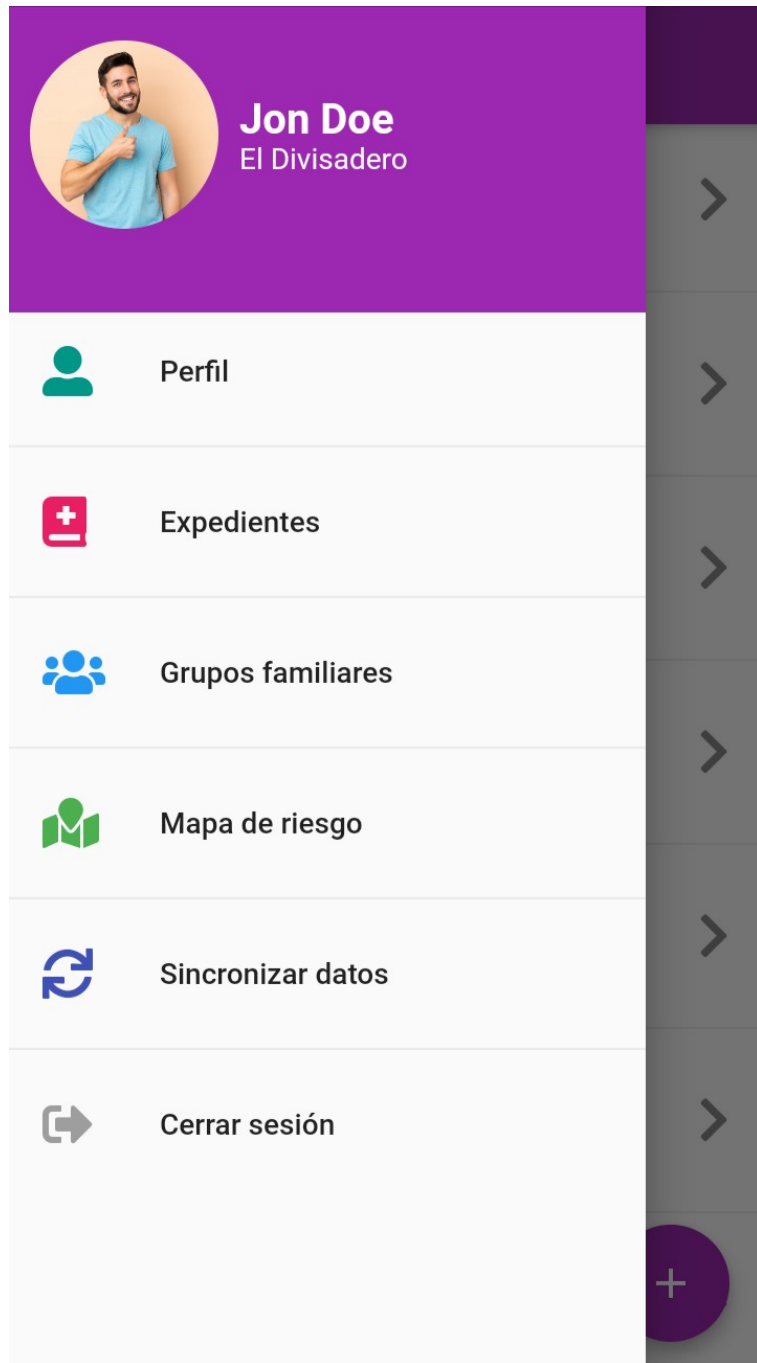 Jon Doe
El Divisadero
Perfil
Expedientes
Grupos familiares
Mapa de riesgo
Sincronizar datos
Cerrar sesión